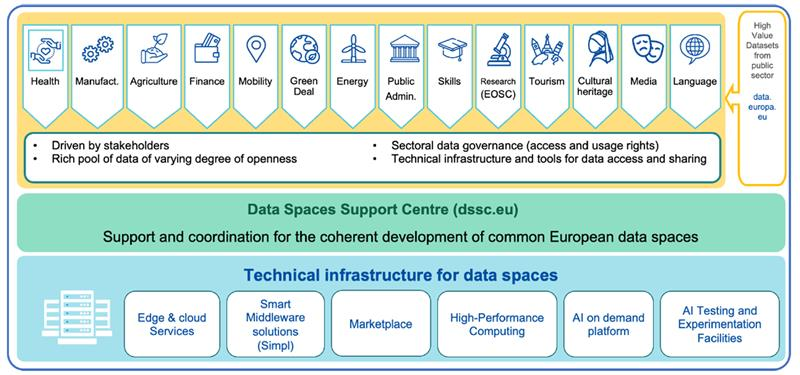 Health
Manufact.
Agriculture
Finance
Mobility
Green
Deal
Energy
Public
Admin.
Skills
Research
(EOSC)
Tourism
Cultural
heritage
Media
Language
High
Value
Datasets
from
public
sector
data.
europa.
eu
• Driven by stakeholders
• Rich pool of data of varying degree of openness
• Sectoral data governance (access and usage rights)
• Technical infrastructure and tools for data access and sharing
Data Spaces Support Centre (dssc.eu)
Support and coordination for the coherent development of common European data spaces
Technical infrastructure for data spaces
Edge & cloud
Services
Smart
Middleware
solutions
(Simpl)
Marketplace
High-Performance
Computing
AI on demand
platform
AI Testing and
Experimentation
Facilities